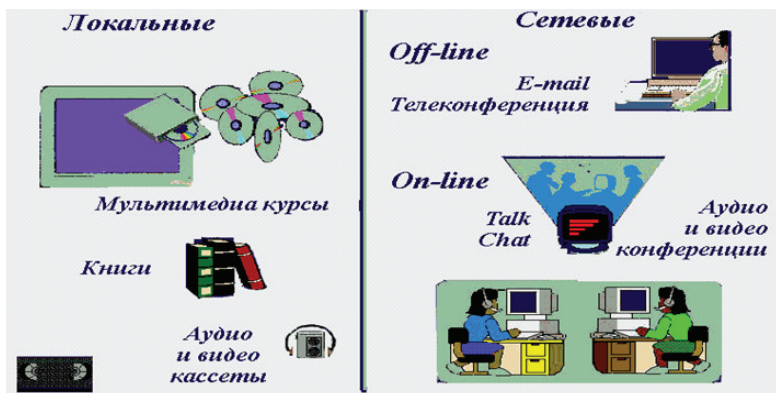 Локальные
Мультимедиа курсы
Книги
Аудио
и видео
кассеты
Сетевые
Off-line
E-mail
Телеконференция
On-line
Talk
Chat
Аудио
и видео
конференции